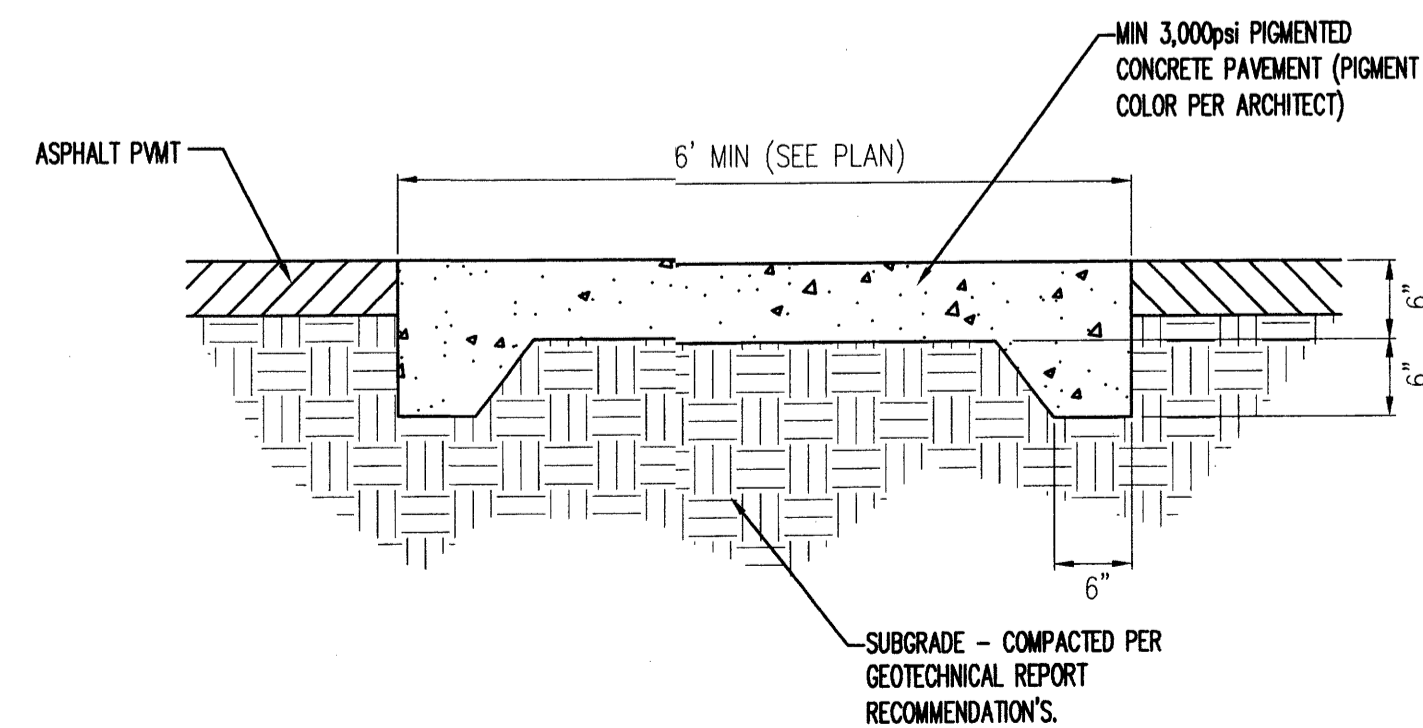 MIN 3,000psi PIGMENTED
CONCRETE PAVEMENT (PIGMENT
COLOR PER ARCHITECT)
ASPHALT PVMT
6' MIN (SEE PLAN)
6"
6"
6"
SUBGRADE - COMPACTED PER
GEOTECHNICAL REPORT
RECOMMENDATION'S.